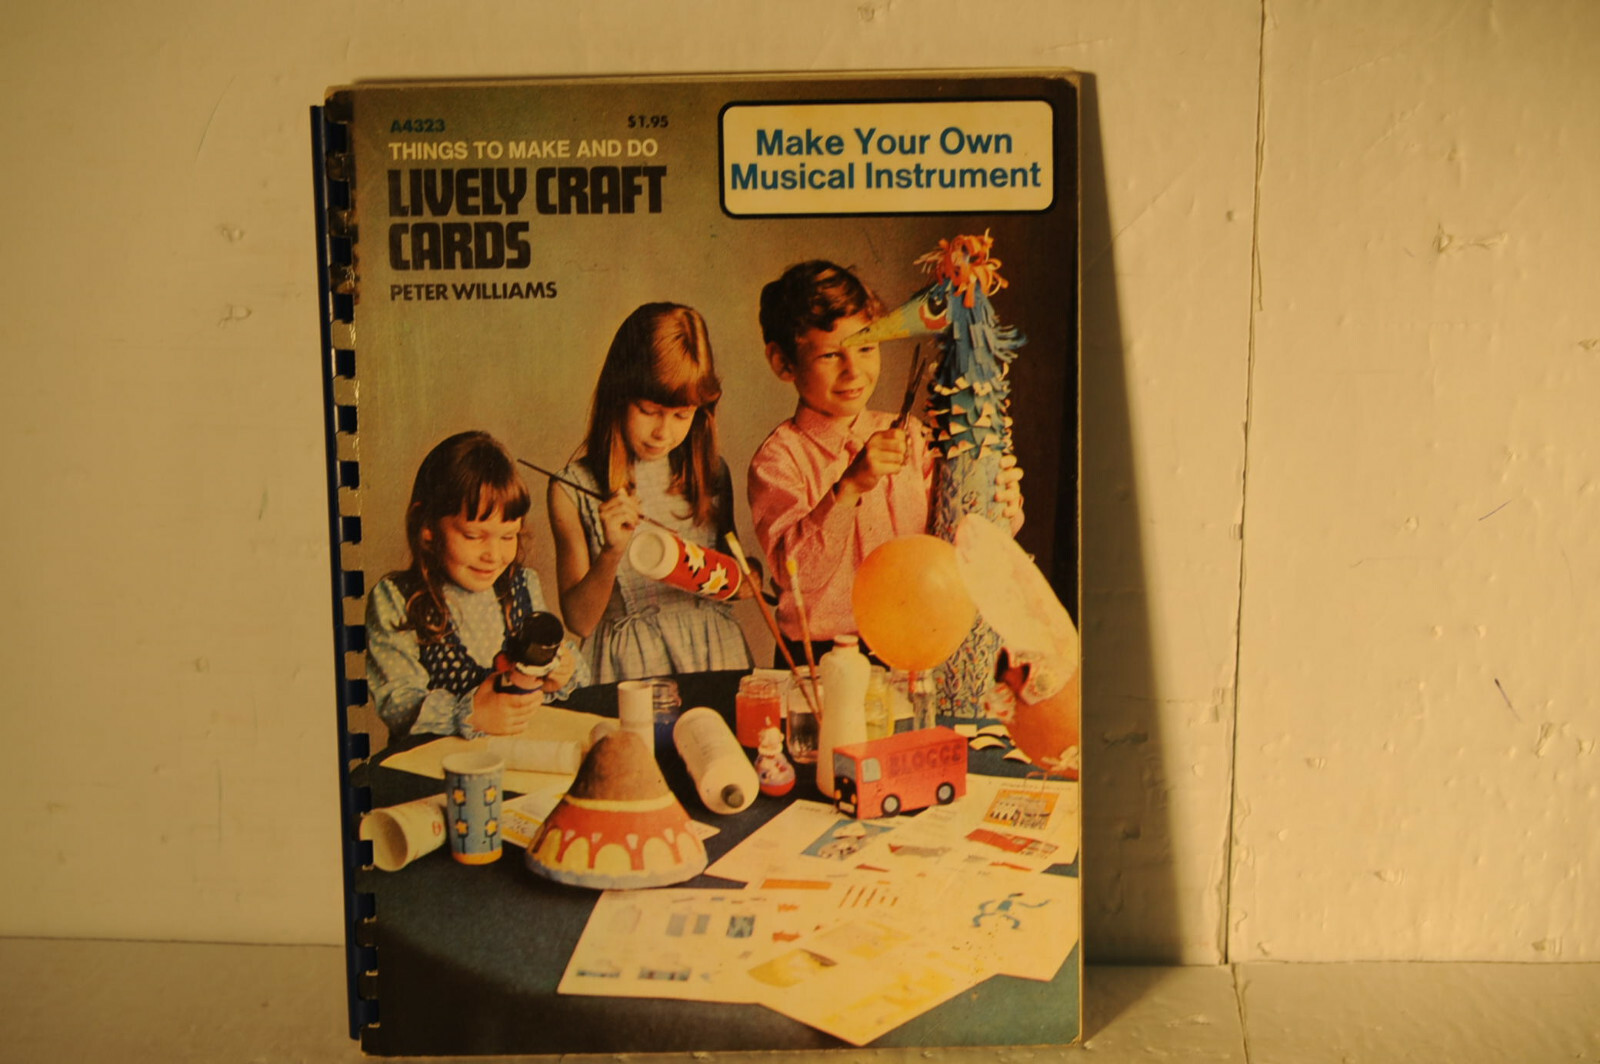 A4323
$1.95
THINGS TO MAKE AND DO
LIVELY CRAFT
CARDS
PETER WILLIAMS
Make Your Own
Musical Instrument
BLOGGS